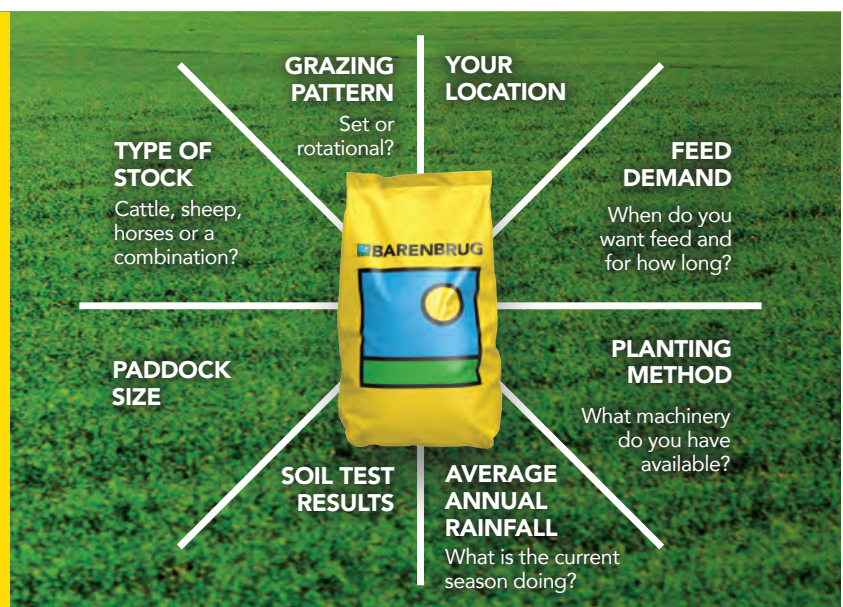 GRAZING
PATTERN
Set or
rotational?
YOUR
LOCATION
TYPE OF
STOCK
Cattle, sheep,
horses or a
combination?
FEED
DEMAND
When do you
want feed and
for how long?
BARENBRUG
PADDOCK
SIZE
PLANTING
METHOD
What machinery
do you have
available?
SOIL TEST
RESULTS
AVERAGE
ANNUAL
RAINFALL
What is the current
season doing?